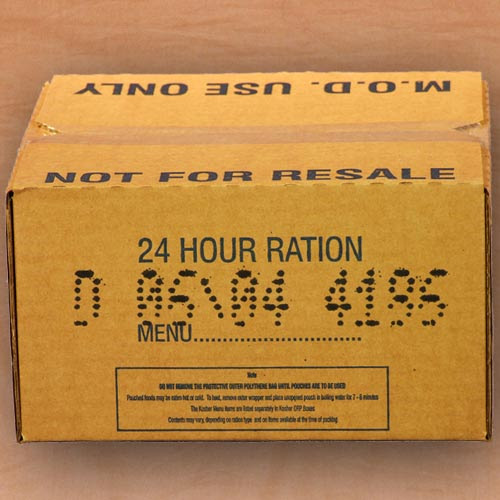 M.O.D. USE ONLY
NOT FOR RESALE
24 HOUR RATION
D 05\04 4185
MENU..............................
Note
DO NOT REMOVE THE PROTECTIVE OUTER POLYTHENE BAG UNTIL POUCHES ARE TO BE USED
Pouched foods may be eaten hot or cold. To heat, remove outer wrapper and place unopened pouch in boiling water for 7 - 8 minutes
The Kosher Menu items are listed separately in Kosher ORP Boxes
Contents may vary, depending on ration type and on items available at the time of packing